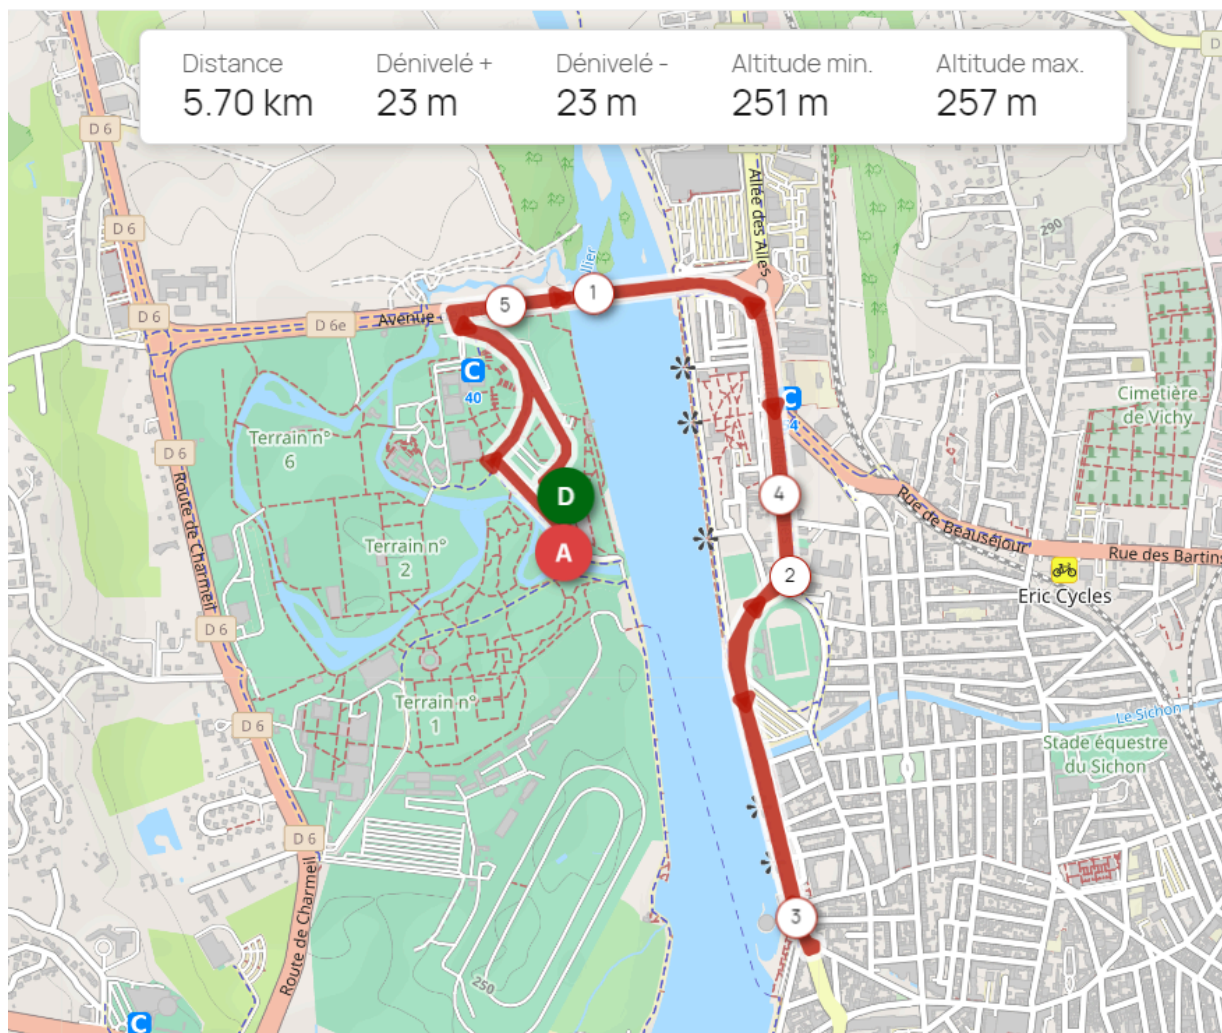 Distance
Dénivelé +
Dénivelé -
Altitude min.
Altitude max.
5.70 km
23 m
23 m
251 m
257 m
D 6
D
Allée des Ailes
D 6
290
D 6
D 6e
Avenue
5
1
C
40
C
4
Cimetière
de Vichy
Terrain n°
6
D 6
Route de Charmeil
D
4
Rue de Beauséjour
Rue des Bartins
Terrain n°
2
A
2
Eric Cycles
D 6
Terrain n°
1
Le Sichon
D 6
Stade équestre
du Sichon
D 6
Route de Charmeil
3
250
C